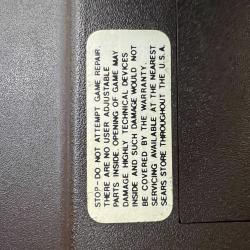 STOP-DO NOT ATTEMPT GAME REPAIR.
THERE ARE NO USER ADJUSTABLE
PARTS INSIDE. OPENING OF GAME MAY
DAMAGE HIGHLY TECHNICAL DEVICES
INSIDE AND SUCH DAMAGE WOULD NOT
BE COVERED BY THE WARRANTY.
SERVICING AVAILABLE AT THE NEAREST
SEARS STORE THROUGHOUT THE U.S.A.